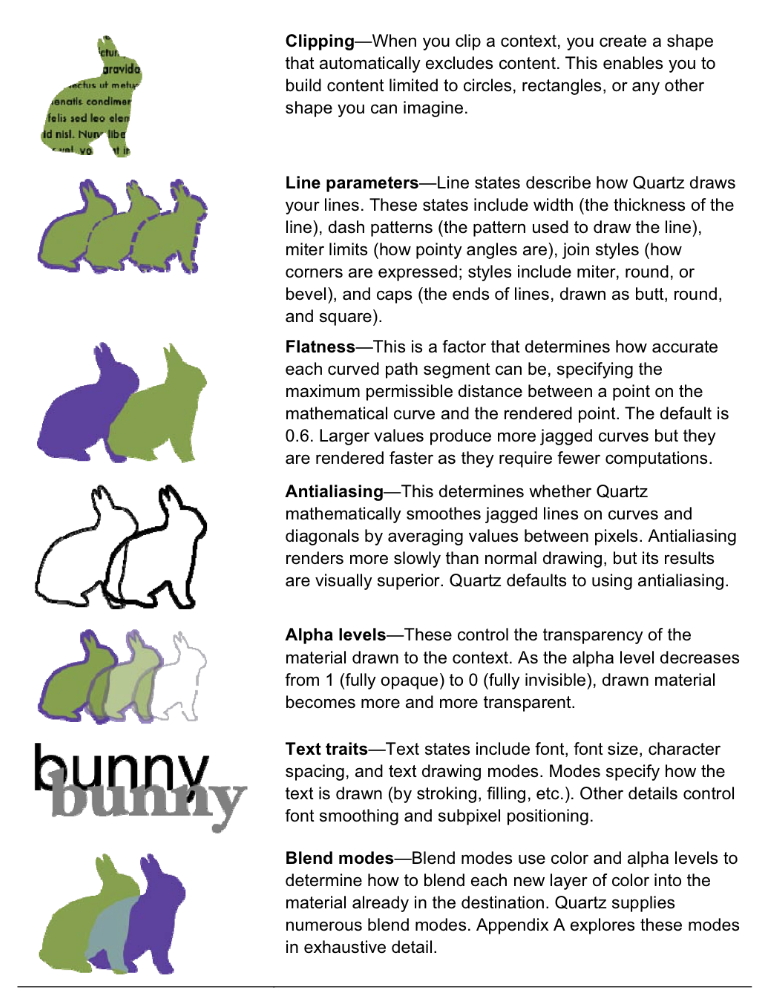 ctur
gravida
ectus ut metu
enatis condimen
felis sed leo elen
id nisl. Nun libe
Clipping—When you clip a context, you create a shape
that automatically excludes content. This enables you to
build content limited to circles, rectangles, or any other
shape you can imagine.
Line parameters—Line states describe how Quartz draws
your lines. These states include width (the thickness of the
line), dash patterns (the pattern used to draw the line),
miter limits (how pointy angles are), join styles (how
corners are expressed; styles include miter, round, or
bevel), and caps (the ends of lines, drawn as butt, round,
and square).
Flatness—This is a factor that determines how accurate
each curved path segment can be, specifying the
maximum permissible distance between a point on the
mathematical curve and the rendered point. The default is
0.6. Larger values produce more jagged curves but they
are rendered faster as they require fewer computations.
Antialiasing—This determines whether Quartz
mathematically smoothes jagged lines on curves and
diagonals by averaging values between pixels. Antialiasing
renders more slowly than normal drawing, but its results
are visually superior. Quartz defaults to using antialiasing.
Alpha levels—These control the transparency of the
material drawn to the context. As the alpha level decreases
from 1 (fully opaque) to 0 (fully invisible), drawn material
becomes more and more transparent.
bunny
bunny
Text traits—Text states include font, font size, character
spacing, and text drawing modes. Modes specify how the
text is drawn (by stroking, filling, etc.). Other details control
font smoothing and subpixel positioning.
Blend modes—Blend modes use color and alpha levels to
determine how to blend each new layer of color into the
material already in the destination. Quartz supplies
numerous blend modes. Appendix A explores these modes
in exhaustive detail.